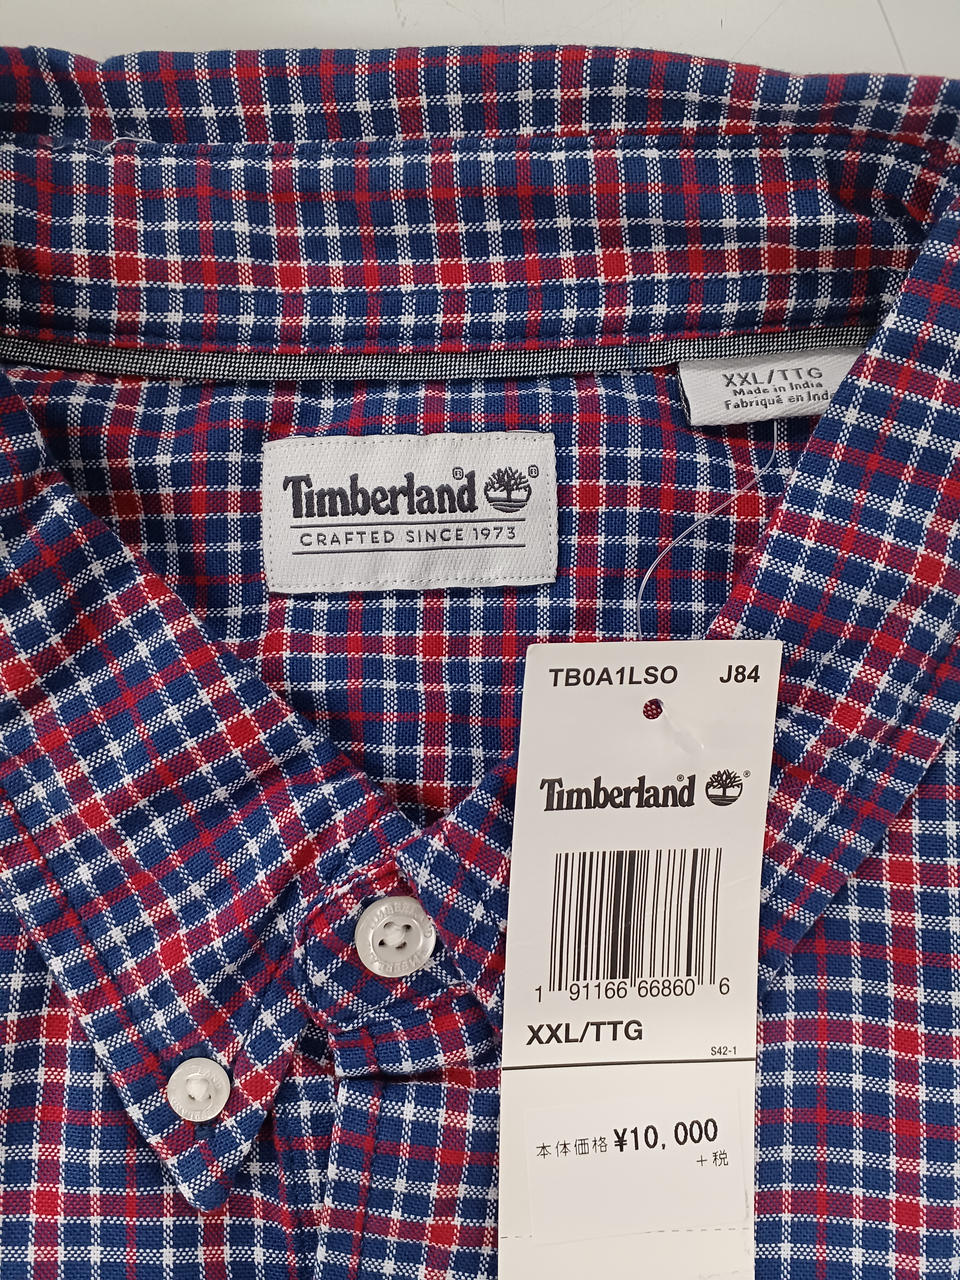 XXL/TTG
Made in India
Fabriqué en Inde
Timberland®
®
CRAFTED SINCE 1973
TB0A1LSO J84
Timberland® ®
1 91166 66860 6
XXL/TTG
S42-1
本体価格 ¥10,000
+税